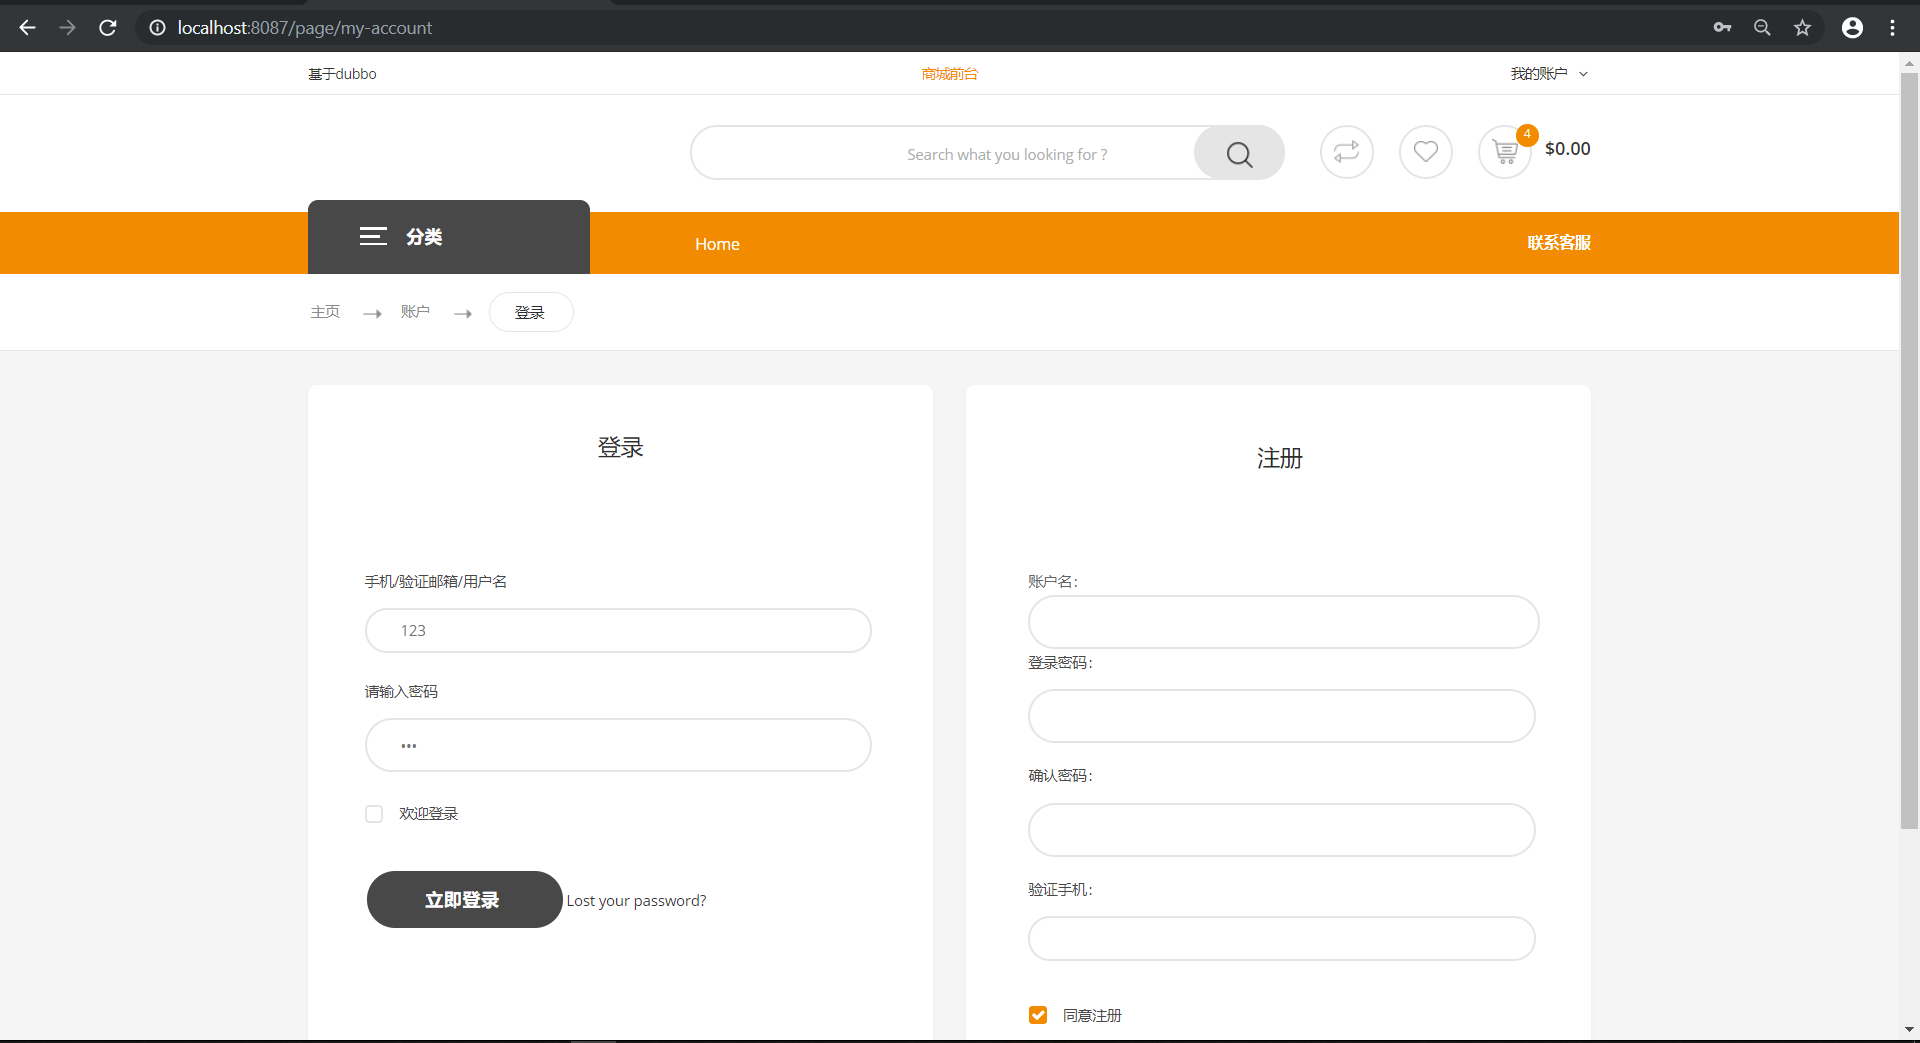 localhost:8087/page/my-account
基于dubbo
商城前台
我的账户
Search what you looking for ?
4
$0.00
分类
Home
联系客服
主页
账户
登录
登录
手机/验证邮箱/用户名
123
请输入密码
•••
欢迎登录
立即登录
Lost your password?
注册
账户名：
登录密码：
确认密码：
验证手机：
同意注册